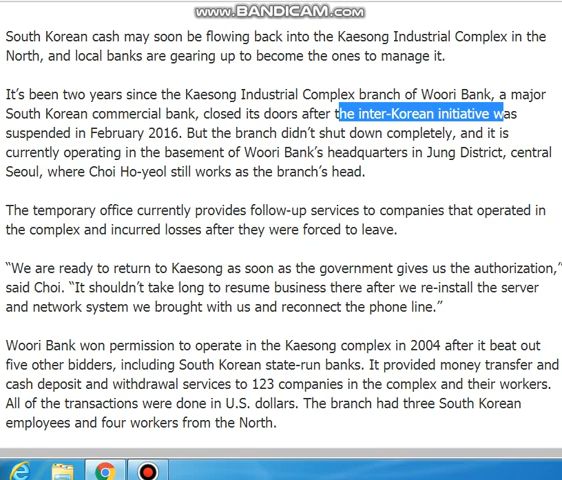 www.BANDICAM.com
South Korean cash may soon be flowing back into the Kaesong Industrial Complex in the
North, and local banks are gearing up to become the ones to manage it.
It’s been two years since the Kaesong Industrial Complex branch of Woori Bank, a major
South Korean commercial bank, closed its doors after the inter-Korean initiative was
suspended in February 2016. But the branch didn’t shut down completely, and it is
currently operating in the basement of Woori Bank’s headquarters in Jung District, central
Seoul, where Choi Ho-yeol still works as the branch’s head.
The temporary office currently provides follow-up services to companies that operated in
the complex and incurred losses after they were forced to leave.
“We are ready to return to Kaesong as soon as the government gives us the authorization,”
said Choi. “It shouldn’t take long to resume business there after we re-install the server
and network system we brought with us and reconnect the phone line.”
Woori Bank won permission to operate in the Kaesong complex in 2004 after it beat out
five other bidders, including South Korean state-run banks. It provided money transfer and
cash deposit and withdrawal services to 123 companies in the complex and their workers.
All of the transactions were done in U.S. dollars. The branch had three South Korean
employees and four workers from the North.